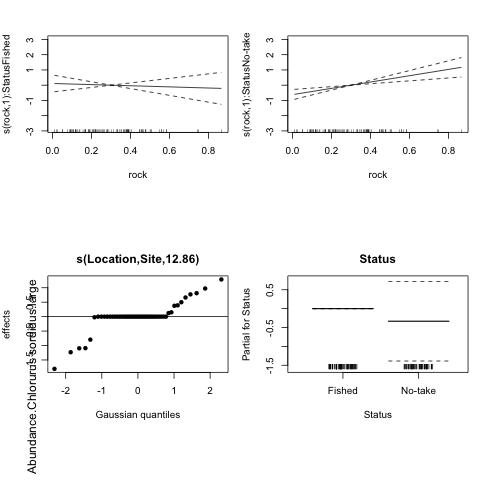 s(rock,1):StatusFished
3
2
1
-1
-3
0.0 0.2 0.4 0.6 0.8
rock
s(rock,1):StatusNo-take
3
2
1
-1
-3
0.0 0.2 0.4 0.6 0.8
rock
s(Location,Site,12.86)
effects
Abundance.Chlorurus.sordidus.large
-2 -1 0 1 2
Gaussian quantiles
Status
Partial for Status
0.5
-0.5
-1.5
Fished No-take
Status